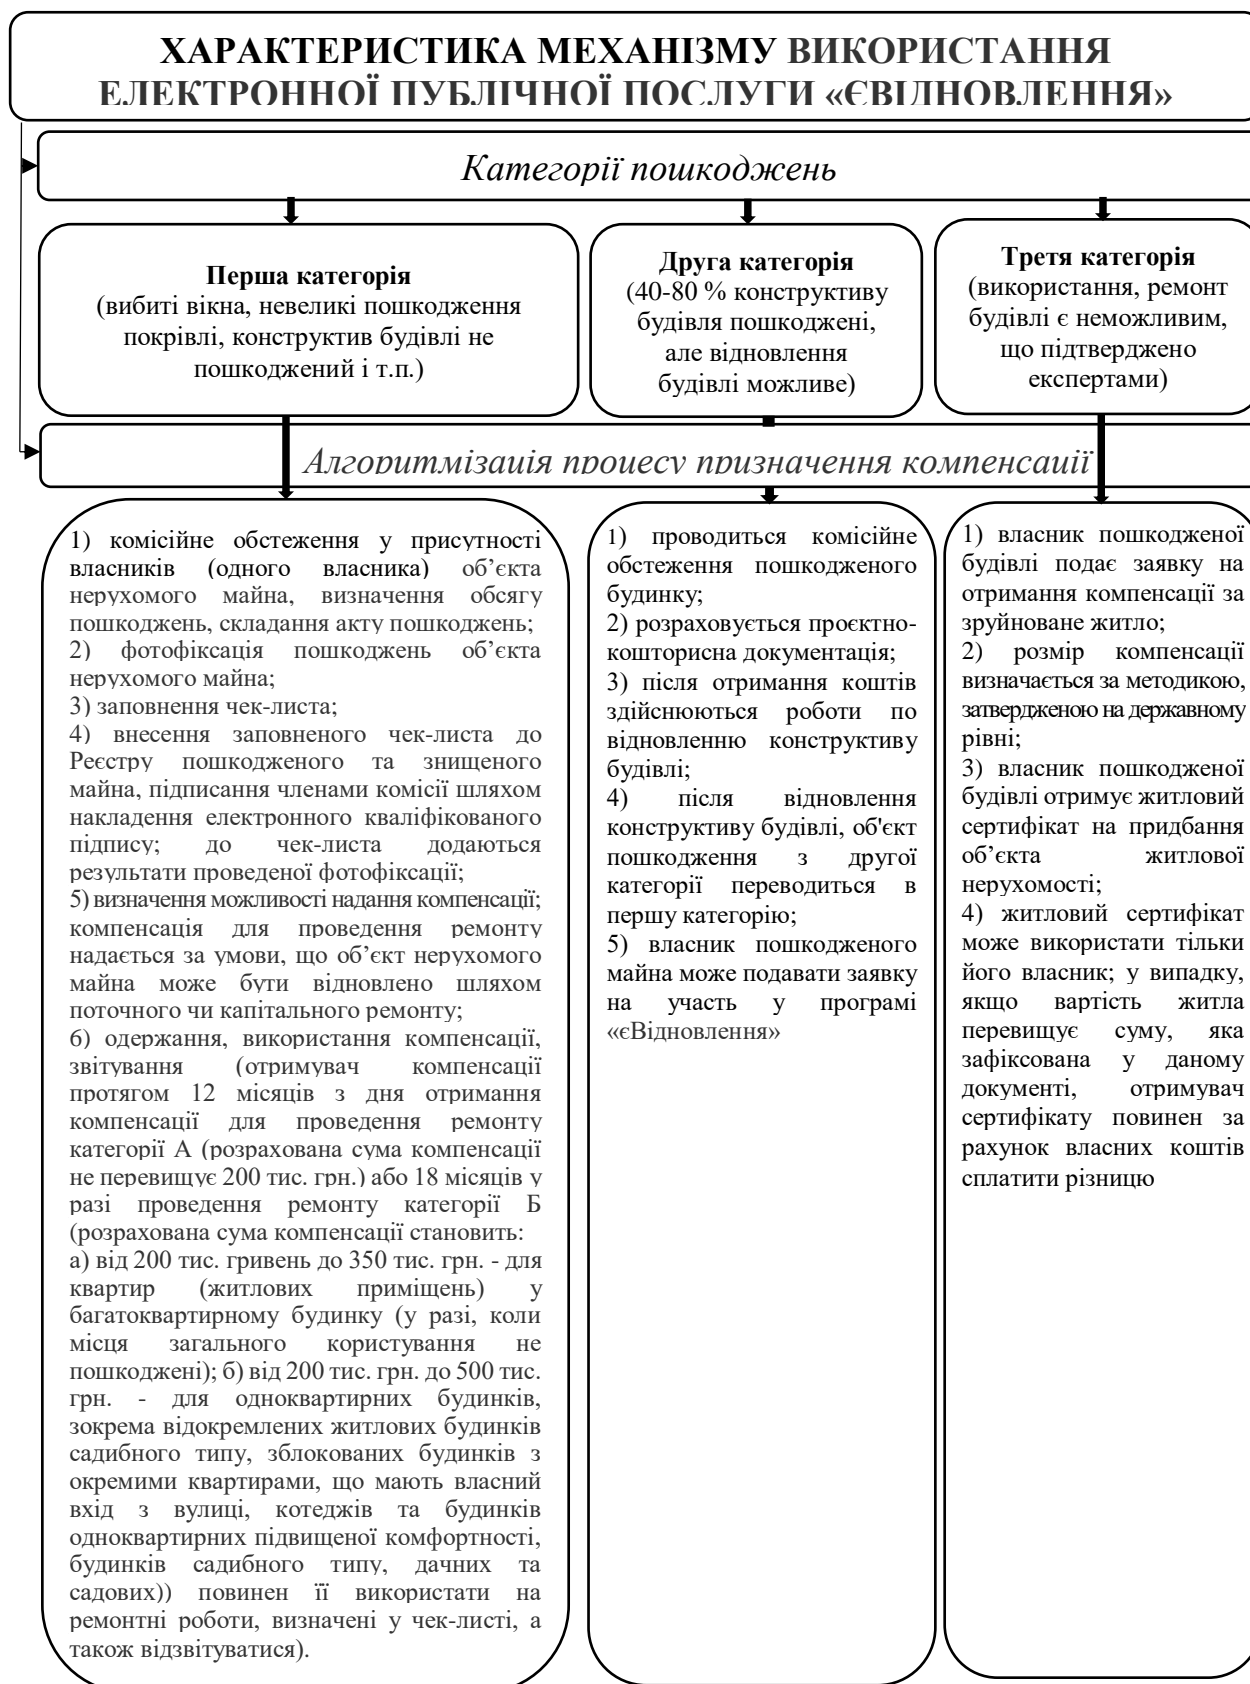 ХАРАКТЕРИСТИКА МЕХАНІЗМУ ВИКОРИСТАННЯ
ЕЛЕКТРОННОЇ ПУБЛІЧНОЇ ПОСЛУГИ «ЄВІДНОВЛЕННЯ»
Категорії пошкоджень
Перша категорія
(вибиті вікна, невеликі пошкодження
покрівлі, конструктив будівлі не
пошкоджений і т.п.)
Друга категорія
(40-80 % конструктиву
будівля пошкоджені,
але відновлення
будівлі можливе)
Третя категорія
(використання, ремонт
будівлі є неможливим,
що підтверджено
експертами)
Алгоритмізація процесу призначення компенсації
1) комісійне обстеження у присутності
власників (одного власника) об’єкта
нерухомого майна, визначення обсягу
пошкоджень, складання акту пошкоджень;
2) фотофіксація пошкоджень об’єкта
нерухомого майна;
3) заповнення чек-листа;
4) внесення заповненого чек-листа до
Реєстру пошкодженого та знищеного
майна, підписання членами комісії шляхом
накладення електронного кваліфікованого
підпису; до чек-листа додаються
результати проведеної фотофіксації;
5) визначення можливості надання компенсації;
компенсація для проведення ремонту
надається за умови, що об’єкт нерухомого
майна може бути відновлено шляхом
поточного чи капітального ремонту;
6) одержання, використання компенсації,
звітування (отримувач компенсації
протягом 12 місяців з дня отримання
компенсації для проведення ремонту
категорії А (розрахована сума компенсації
не перевищує 200 тис. грн.) або 18 місяців у
разі проведення ремонту категорії Б
(розрахована сума компенсації становить:
а) від 200 тис. гривень до 350 тис. грн. - для
квартир (житлових приміщень) у
багатоквартирному будинку (у разі, коли
місця загального користування не
пошкоджені); б) від 200 тис. грн. до 500 тис.
грн. - для одноквартирних будинків,
зокрема відокремлених житлових будинків
садибного типу, зблокованих будинків з
окремими квартирами, що мають власний
вхід з вулиці, котеджів та будинків
одноквартирних підвищеної комфортності,
будинків садибного типу, дачних та
садових)) повинен її використати на
ремонтні роботи, визначені у чек-листі, а
також відзвітуватися).
1) проводиться комісійне
обстеження пошкодженого
будинку;
2) розраховується проєктно-
кошторисна документація;
3) після отримання коштів
здійснюються роботи по
відновленню конструктиву
будівлі;
4) після відновлення
конструктиву будівлі, об'єкт
пошкодження з другої
категорії переводиться в
першу категорію;
5) власник пошкодженого
майна може подавати заявку
на участь у програмі
«єВідновлення»
1) власник пошкодженої
будівлі подає заявку на
отримання компенсації за
зруйноване житло;
2) розмір компенсації
визначається за методикою,
затвердженою на державному
рівні;
3) власник пошкодженої
будівлі отримує житловий
сертифікат на придбання
об’єкта житлової
нерухомості;
4) житловий сертифікат
може використати тільки
його власник; у випадку,
якщо вартість житла
перевищує суму, яка
зафіксована у даному
документі, отримувач
сертифікату повинен за
рахунок власних коштів
сплатити різницю